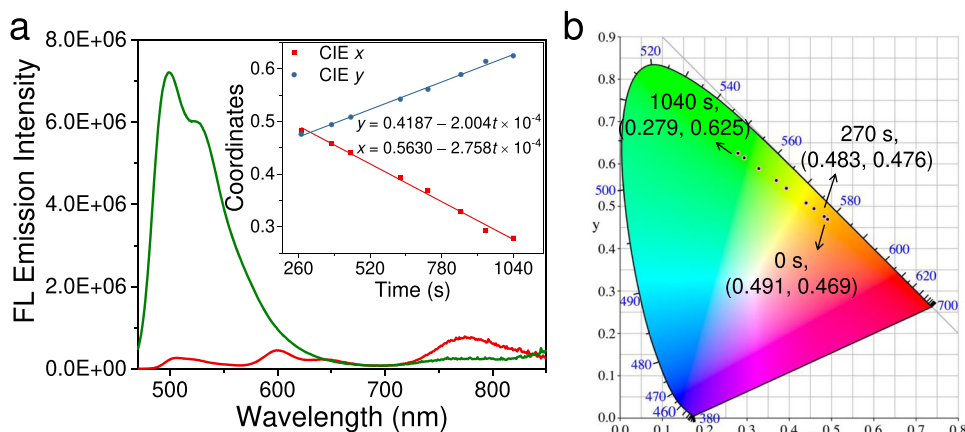 a
8.0E+06
6.0E+06
4.0E+06
2.0E+06
0.0E+00
FL Emission Intensity
500
600
700
800
Wavelength (nm)
CIE x
CIE y
0.6
0.5
0.4
0.3
Coordinates
y = 0.4187 − 2.004t × 10-4
x = 0.5630 − 2.758t × 10-4
260
520
780
1040
Time (s)
b
0.9
0.8
0.7
0.6
0.5
0.4
0.3
0.2
0.1
0.0
y
0.0
0.1
0.2
0.3
0.4
0.5
0.6
0.7
0.8
520
540
560
580
600
620
700
500
490
480
470
460
380
1040 s,
(0.279, 0.625)
270 s,
(0.483, 0.476)
0 s,
(0.491, 0.469)